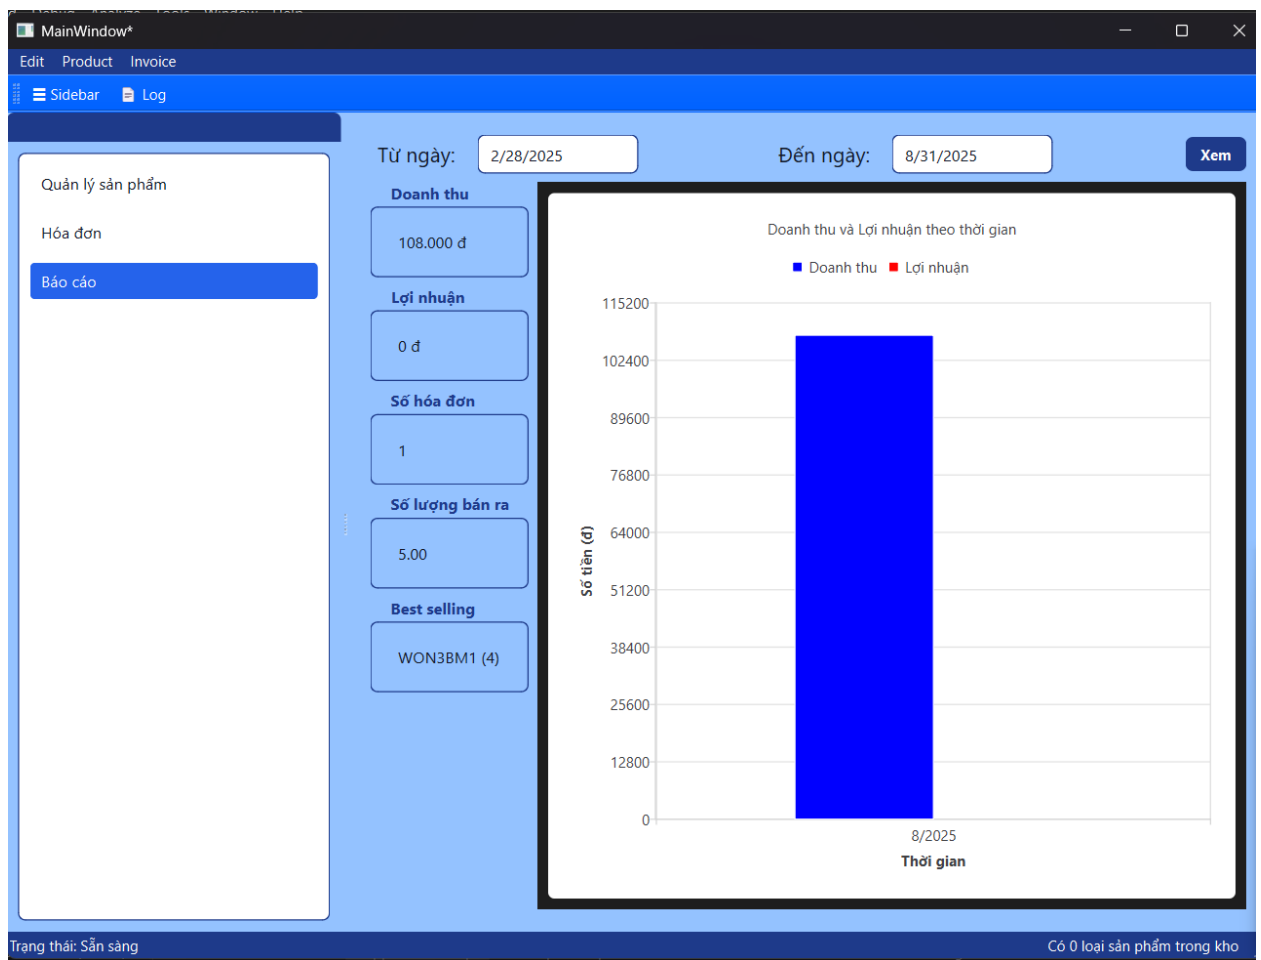 MainWindow*
Edit Product Invoice
Sidebar Log
Quản lý sản phẩm
Hóa đơn
Báo cáo
Từ ngày: 2/28/2025 Đến ngày: 8/31/2025 Xem
Doanh thu
108.000 đ
Lợi nhuận
0 đ
Số hóa đơn
1
Số lượng bán ra
5.00
Best selling
WON3BM1 (4)
Doanh thu và Lợi nhuận theo thời gian
Doanh thu Lợi nhuận
115200
102400
89600
76800
64000
51200
38400
25600
12800
0
Số tiền (đ)
8/2025
Thời gian
Trạng thái: Sẵn sàng Có 0 loại sản phẩm trong kho